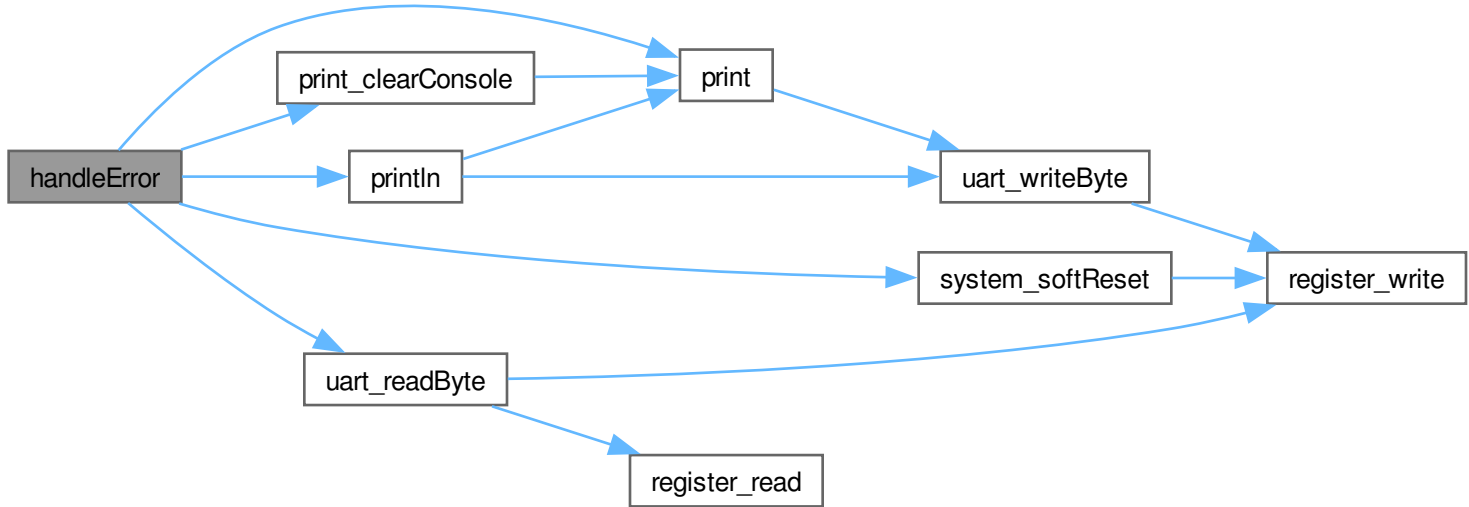 handleError
print_clearConsole
println
print
uart_writeByte
system_softReset
register_write
uart_readByte
register_read